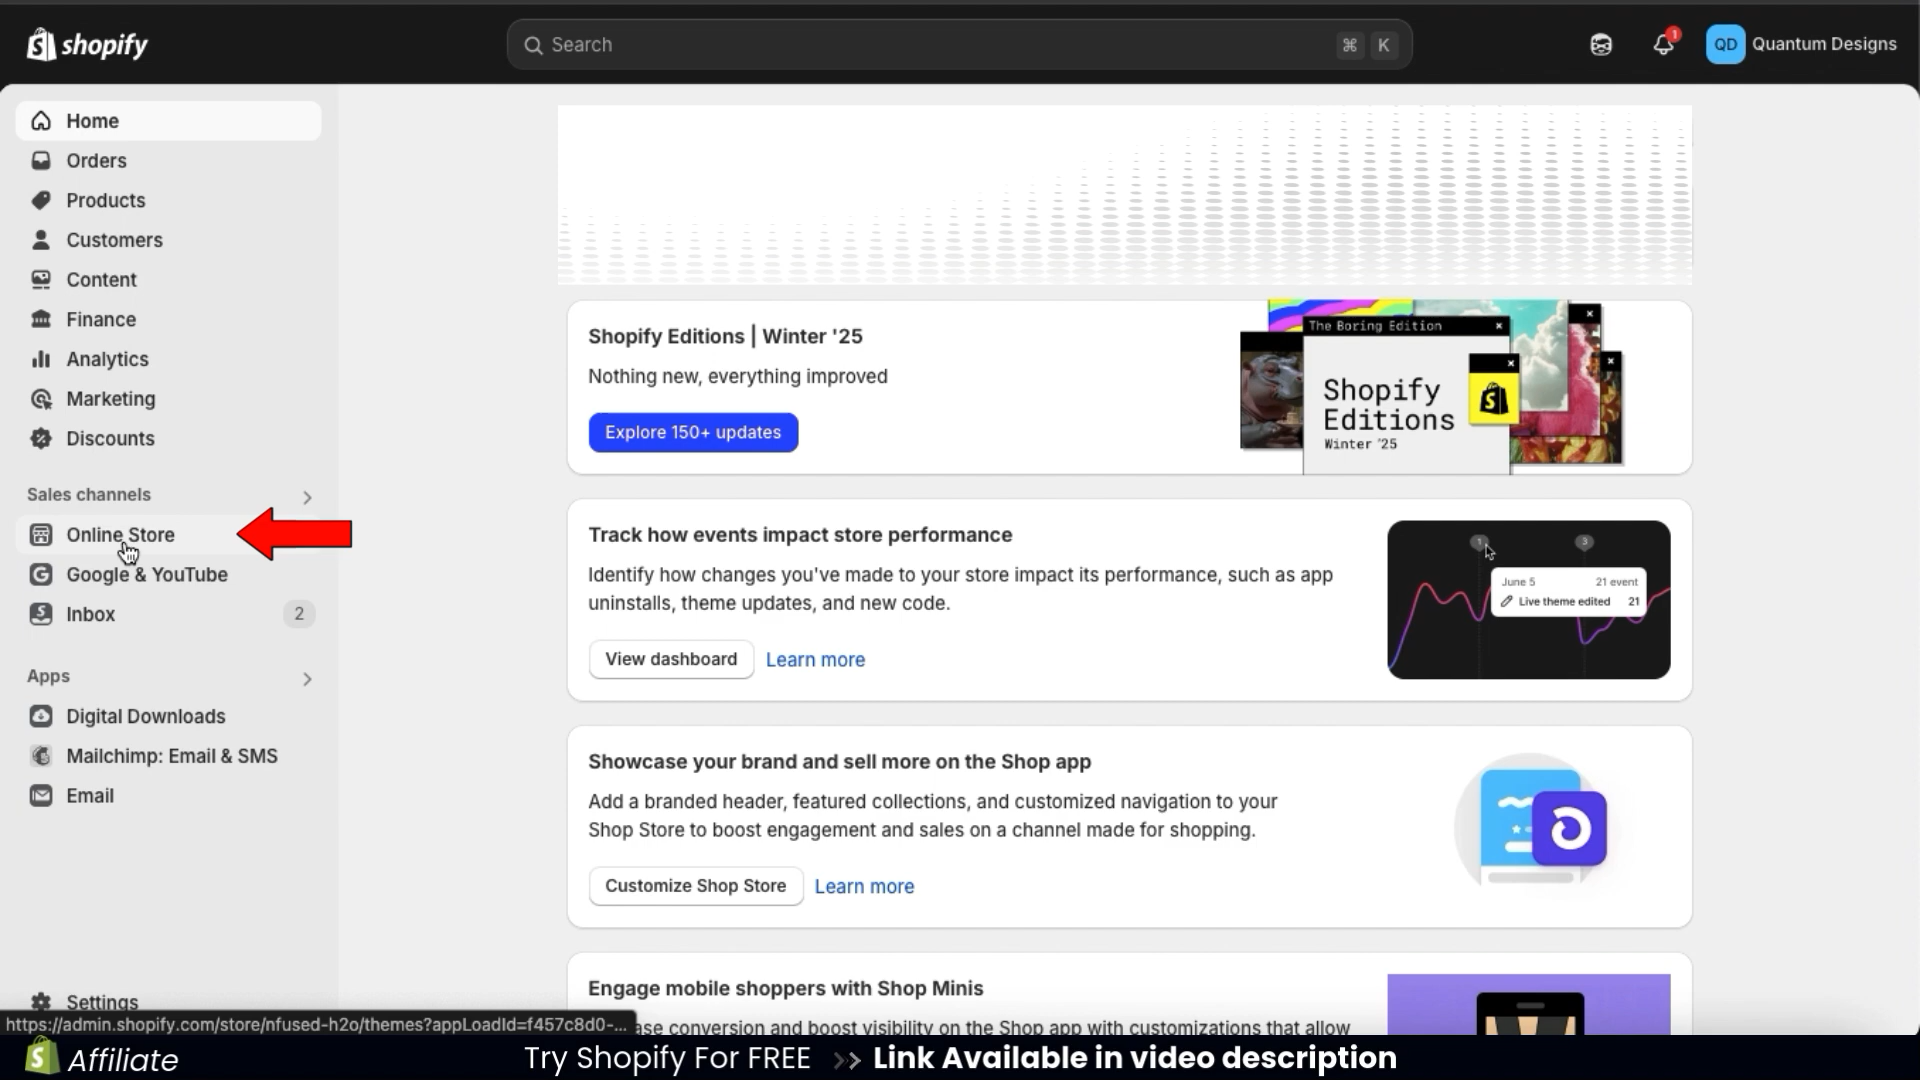 shopify
Search
⌘ K
1
QD
Quantum Designs
Home
Orders
Products
Customers
Content
Finance
Analytics
Marketing
Discounts
Sales channels
Online Store
Google & YouTube
Inbox
2
Apps
Digital Downloads
Mailchimp: Email & SMS
Email
Settings
https://admin.shopify.com/store/nfused-h2o/themes?appLoadId=f457c8d0-...
Shopify Editions | Winter '25
Nothing new, everything improved
Explore 150+ updates
The Boring Edition
Shopify
Editions
Winter '25
Track how events impact store performance
Identify how changes you've made to your store impact its performance, such as app
uninstalls, theme updates, and new code.
View dashboard
Learn more
1
3
June 5
21 event
Live theme edited
21
Showcase your brand and sell more on the Shop app
Add a branded header, featured collections, and customized navigation to your
Shop Store to boost engagement and sales on a channel made for shopping.
Customize Shop Store
Learn more
Engage mobile shoppers with Shop Minis
ase conversion and boost visibility on the Shop app with customizations that allow
Affiliate
Try Shopify For FREE >> Link Available in video description